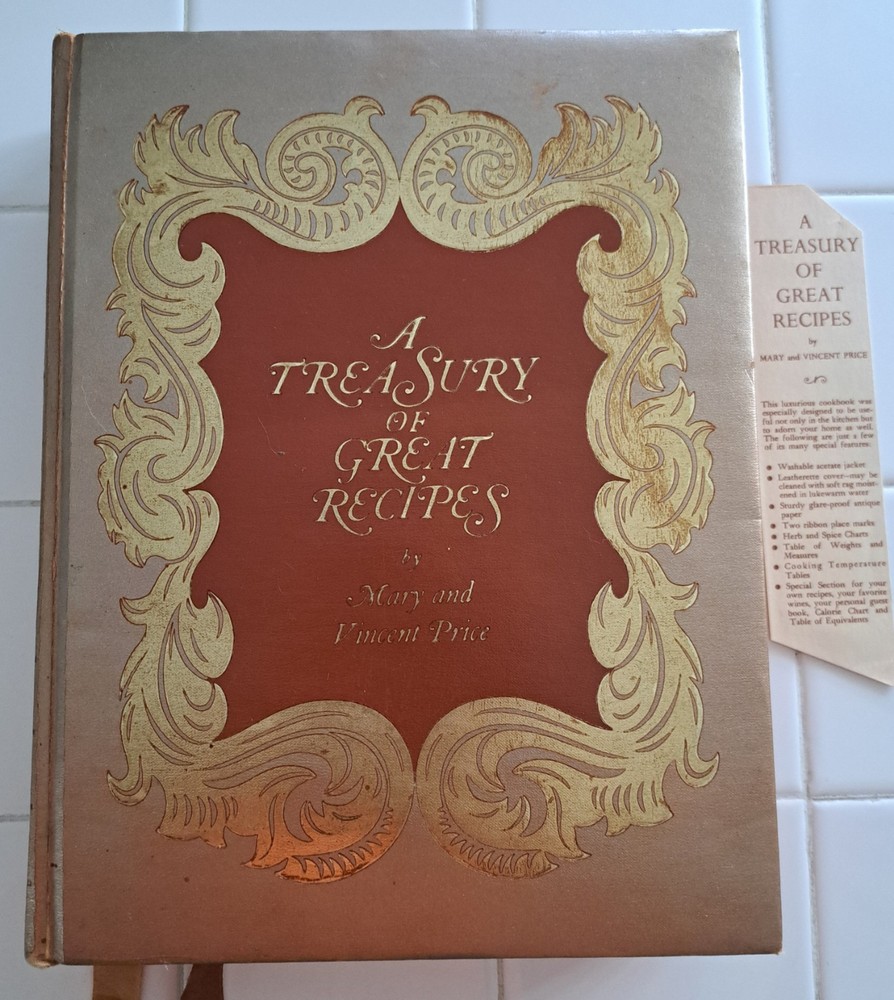 A
TREASURY
OF
GREAT
RECIPES
by
Mary and
Vincent Price
A
TREASURY
OF
GREAT
RECIPES
by
MARY and VINCENT PRICE
This luxurious cookbook was
especially designed to be use-
ful not only in the kitchen but
to adorn your home as well.
The following are just a few
of its many special features:
● Washable acetate jacket
● Leatherette cover—may be
cleaned with soft rag moist-
ened in lukewarm water
● Sturdy glare-proof antique
paper
● Two ribbon place marks
● Herb and Spice Charts
● Table of Weights and
Measures
● Cooking Temperature
Tables
● Special Section for your
own recipes, your favorite
wines, your personal guest
book, Calorie Chart and
Table of Equivalents